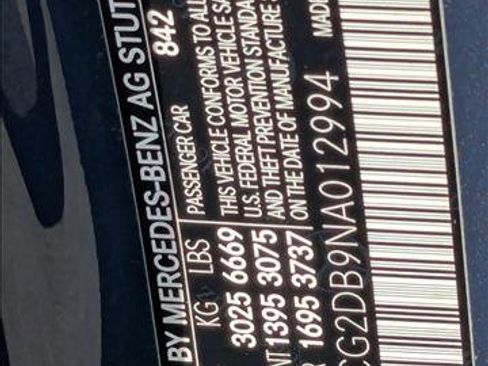 BY MERCEDES-BENZ AG STUT
842
KG LBS PASSENGER CAR
3025 6669 THIS VEHICLE CONFORMS TO ALL
U.S. FEDERAL MOTOR VEHICLE SA
NT 1395 3075 AND THEFT PREVENTION STANDA
R 1695 3737 ON THE DATE OF MANUFACTURE
MADE
CG2DB9NA012994